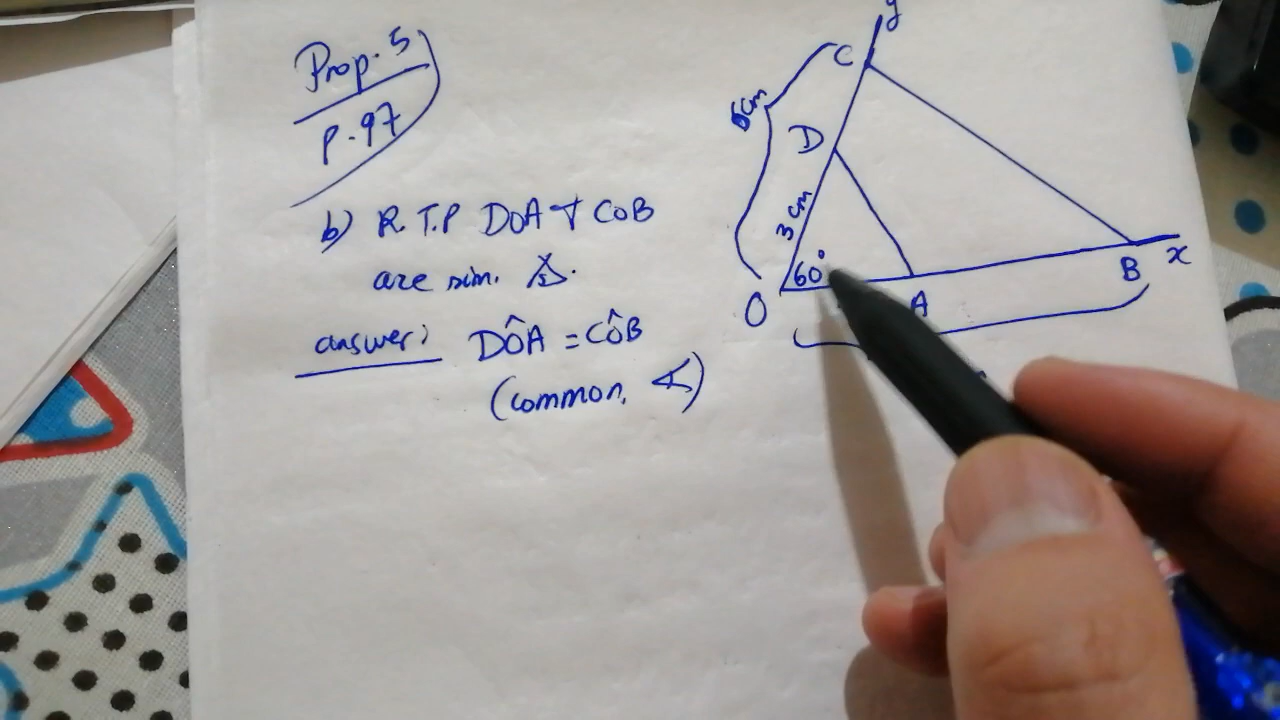 Prop. 5
P. 97
b) R.T.P DOA & COB
are sim.
answer: DÔA = CÔB
(common, ∢)
y
C
D
3 cm
60°
O
A
B
x